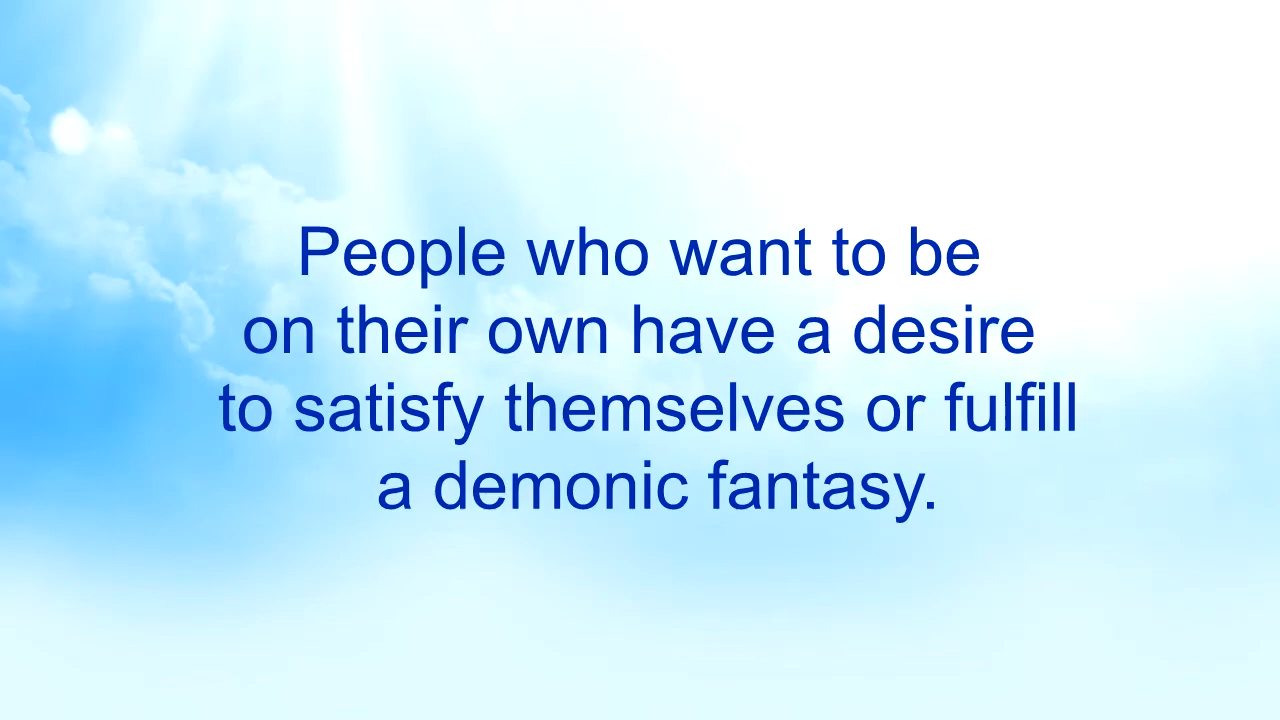 People who want to be
on their own have a desire
to satisfy themselves or fulfill
a demonic fantasy.